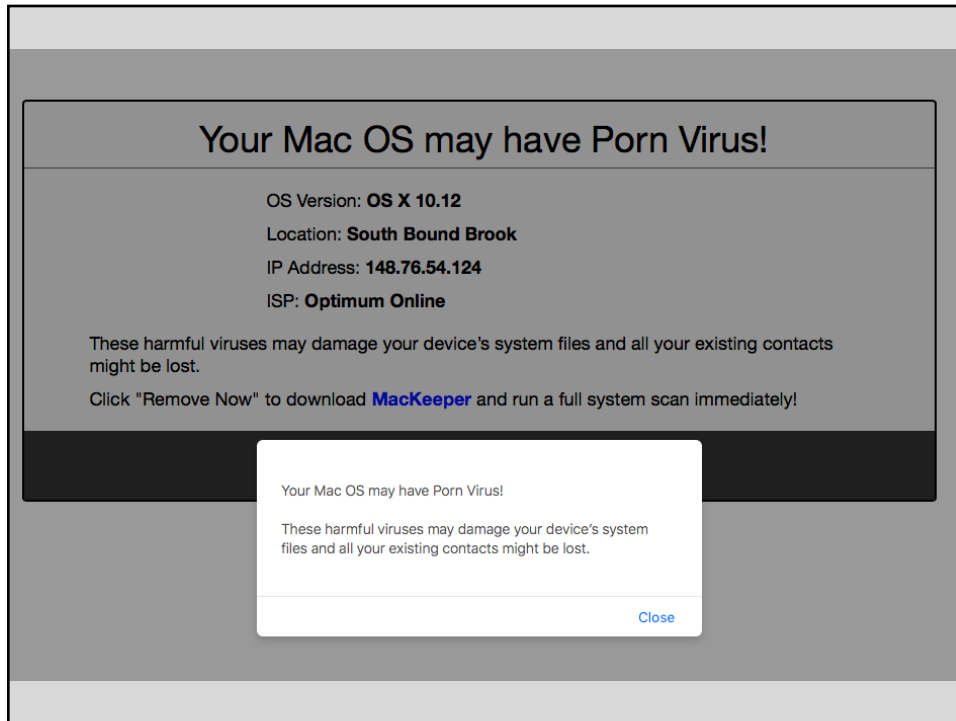 Your Mac OS may have Porn Virus!
OS Version: OS X 10.12
Location: South Bound Brook
IP Address: 148.76.54.124
ISP: Optimum Online
These harmful viruses may damage your device's system files and all your existing contacts
might be lost.
Click "Remove Now" to download MacKeeper and run a full system scan immediately!
Your Mac OS may have Porn Virus!
These harmful viruses may damage your device's system
files and all your existing contacts might be lost.
Close